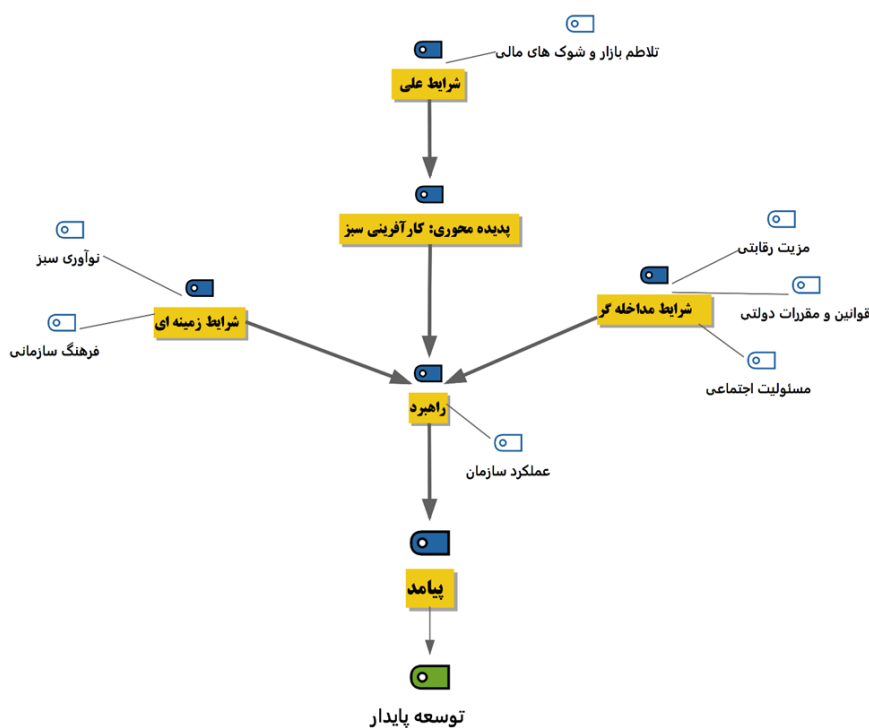 تلاطم بازار و شوک های مالی
شرایط علی
پدیده محوری: کارآفرینی سبز
مزیت رقابتی
نوآوری سبز
قوانین و مقررات دولتی
شرایط مداخله گر
شرایط زمینه ای
فرهنگ سازمانی
مسئولیت اجتماعی
راهبرد
عملکرد سازمان
پیامد
توسعه پایدار